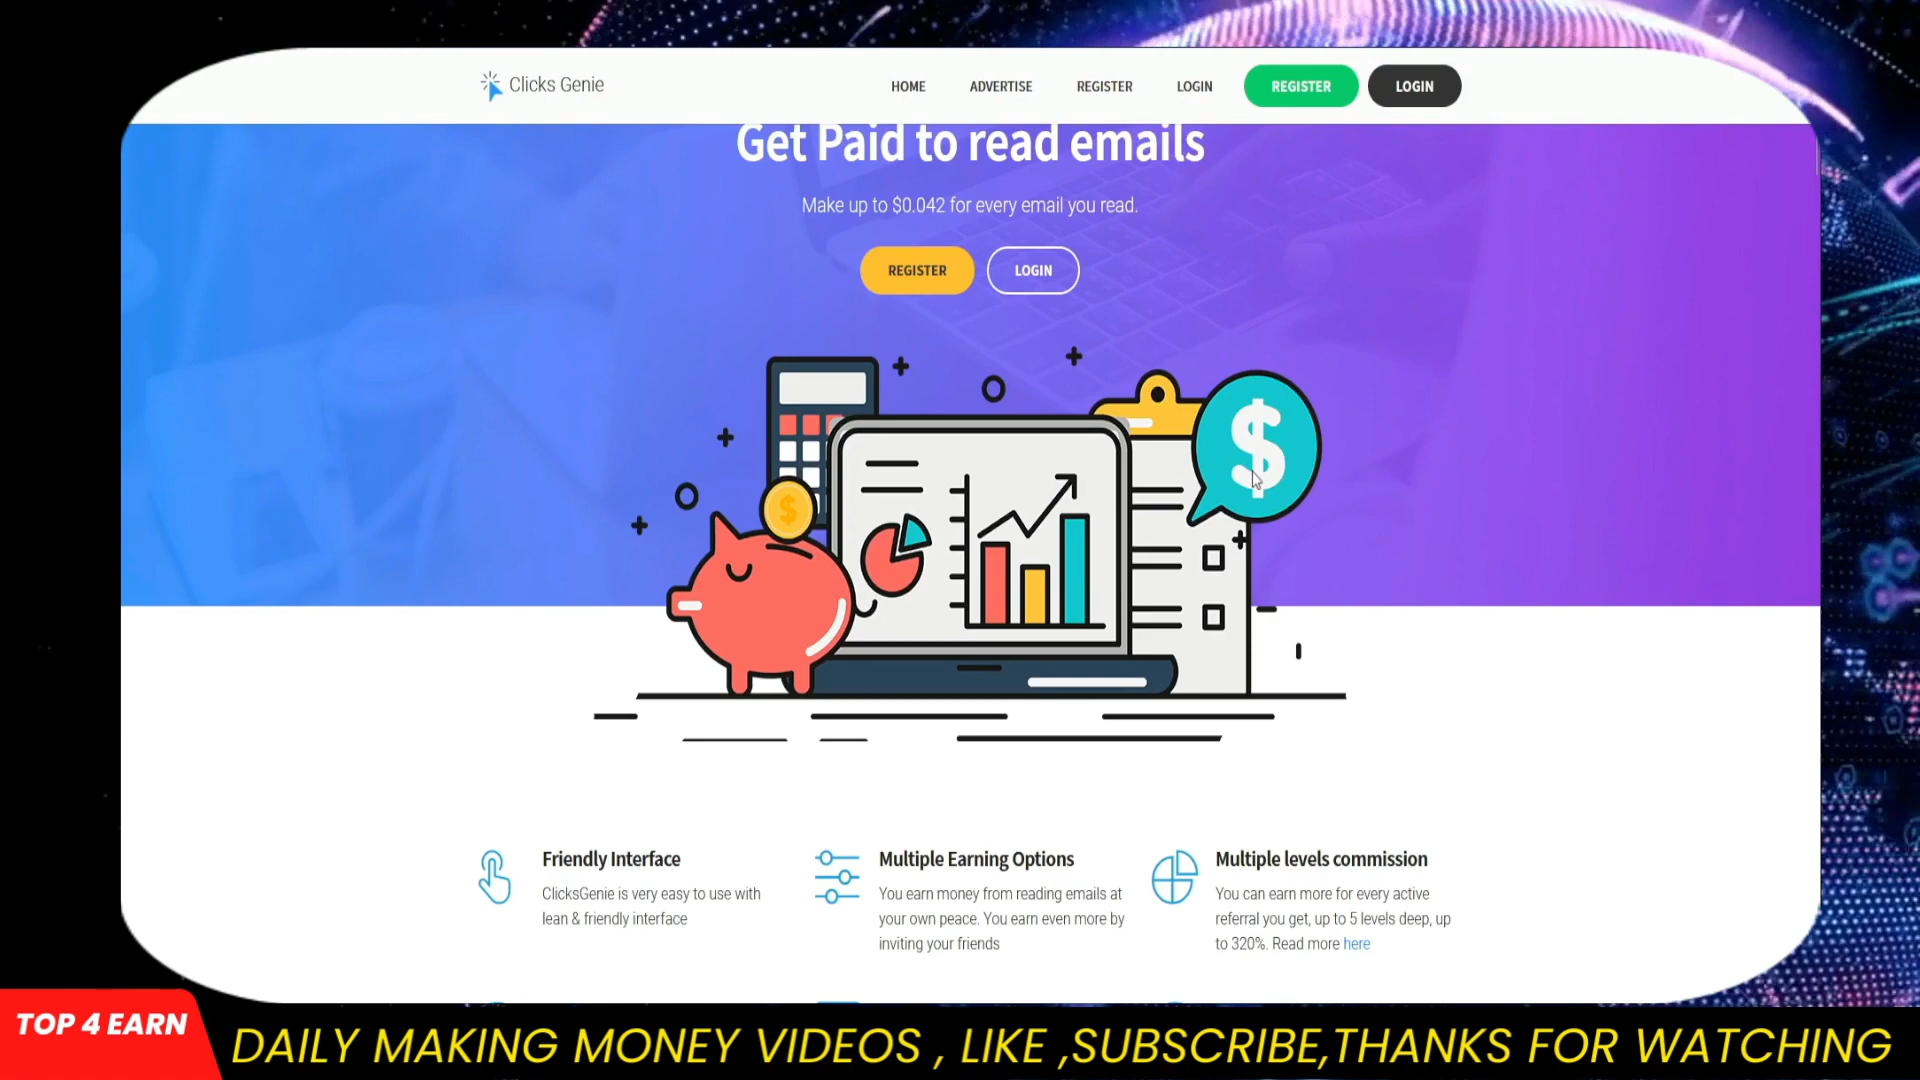 Clicks Genie
HOME
ADVERTISE
REGISTER
LOGIN
REGISTER
LOGIN
Get Paid to read emails
Make up to $0.042 for every email you read.
REGISTER
LOGIN
$
$
Friendly Interface
ClicksGenie is very easy to use with
lean & friendly interface
Multiple Earning Options
You earn money from reading emails at
your own peace. You earn even more by
inviting your friends
Multiple levels commission
You can earn more for every active
referral you get, up to 5 levels deep, up
to 320%. Read more here
TOP 4 EARN
DAILY MAKING MONEY VIDEOS , LIKE ,SUBSCRIBE,THANKS FOR WATCHING